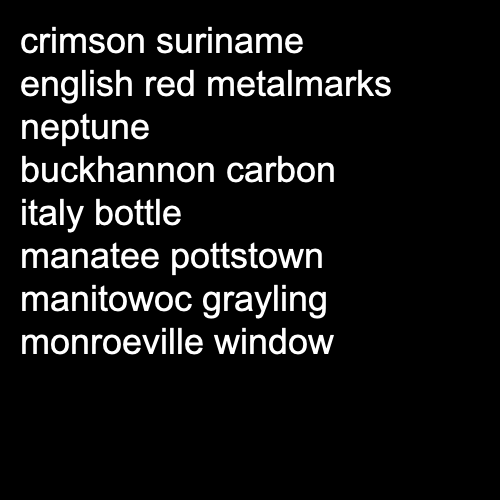 crimson suriname
english red metalmarks
neptune
buckhannon carbon
italy bottle
manatee pottstown
manitowoc grayling
monroeville window